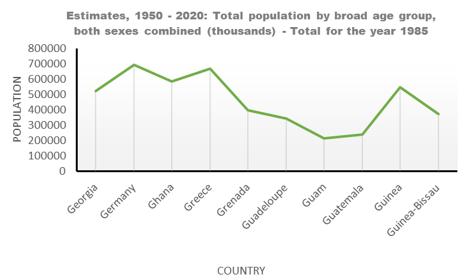 Estimates, 1950 - 2020: Total population by broad age group,
both sexes combined (thousands) - Total for the year 1985
POPULATION
800000
700000
600000
500000
400000
300000
200000
100000
0
Georgia
Germany
Ghana
Greece
Grenada
Guadeloupe
Guam
Guatemala
Guinea
Guinea-Bissau
COUNTRY